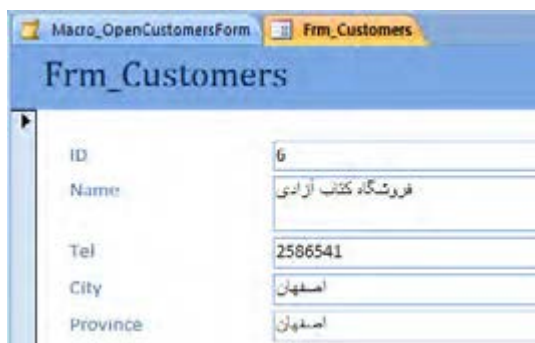 Macro_OpenCustomersForm Frm_Customers
Frm_Customers
ID 6
Name فروشگاه کتاب آزادی
Tel 2586541
City اصفهان
Province اصفهان